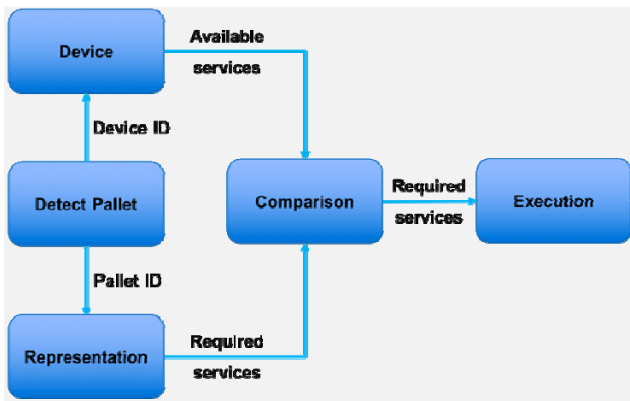 Device
Available
services
Device ID
Detect Pallet
Comparison
Required
services
Execution
Pallet ID
Representation
Required
services